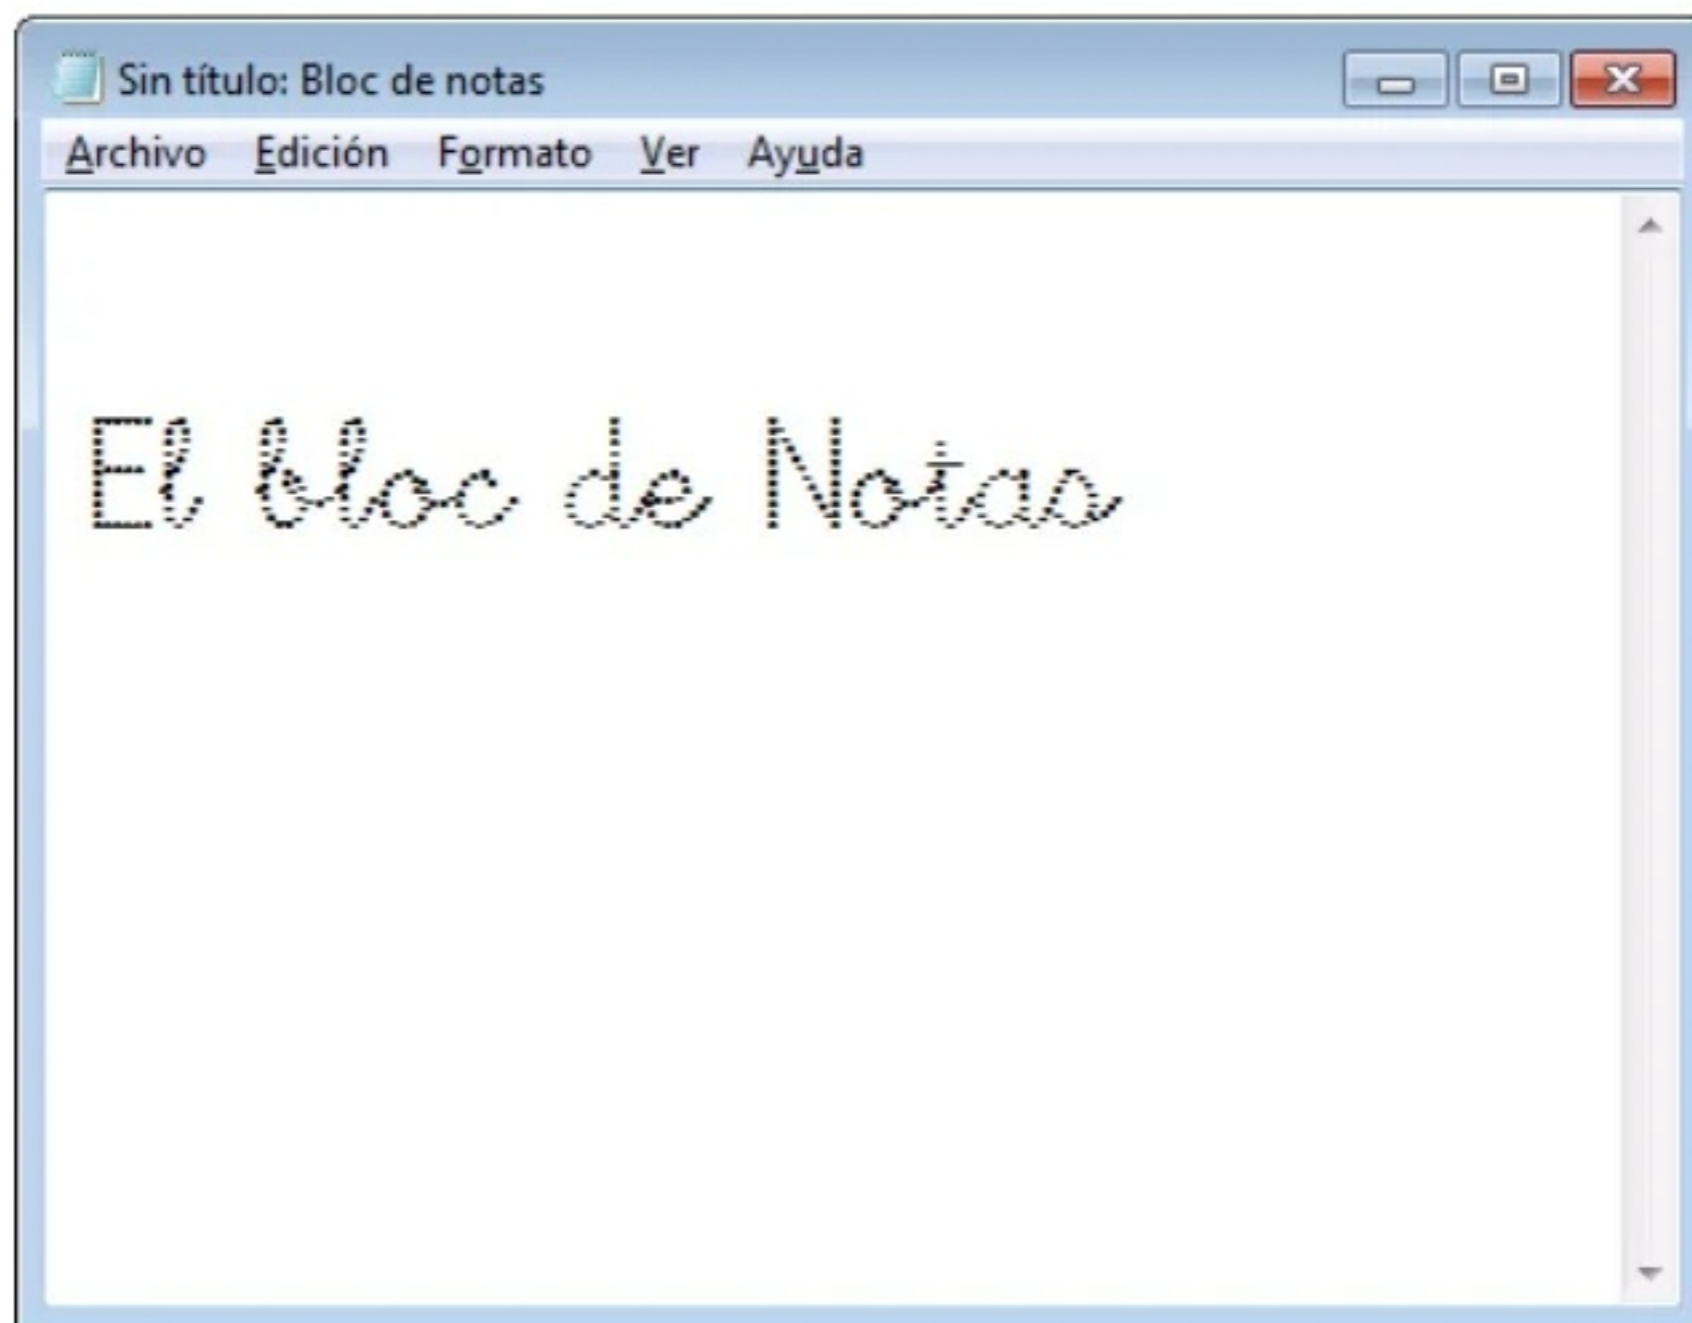 Sin título: Bloc de notas
Archivo Edición Formato Ver Ayuda
El bloc de Notas